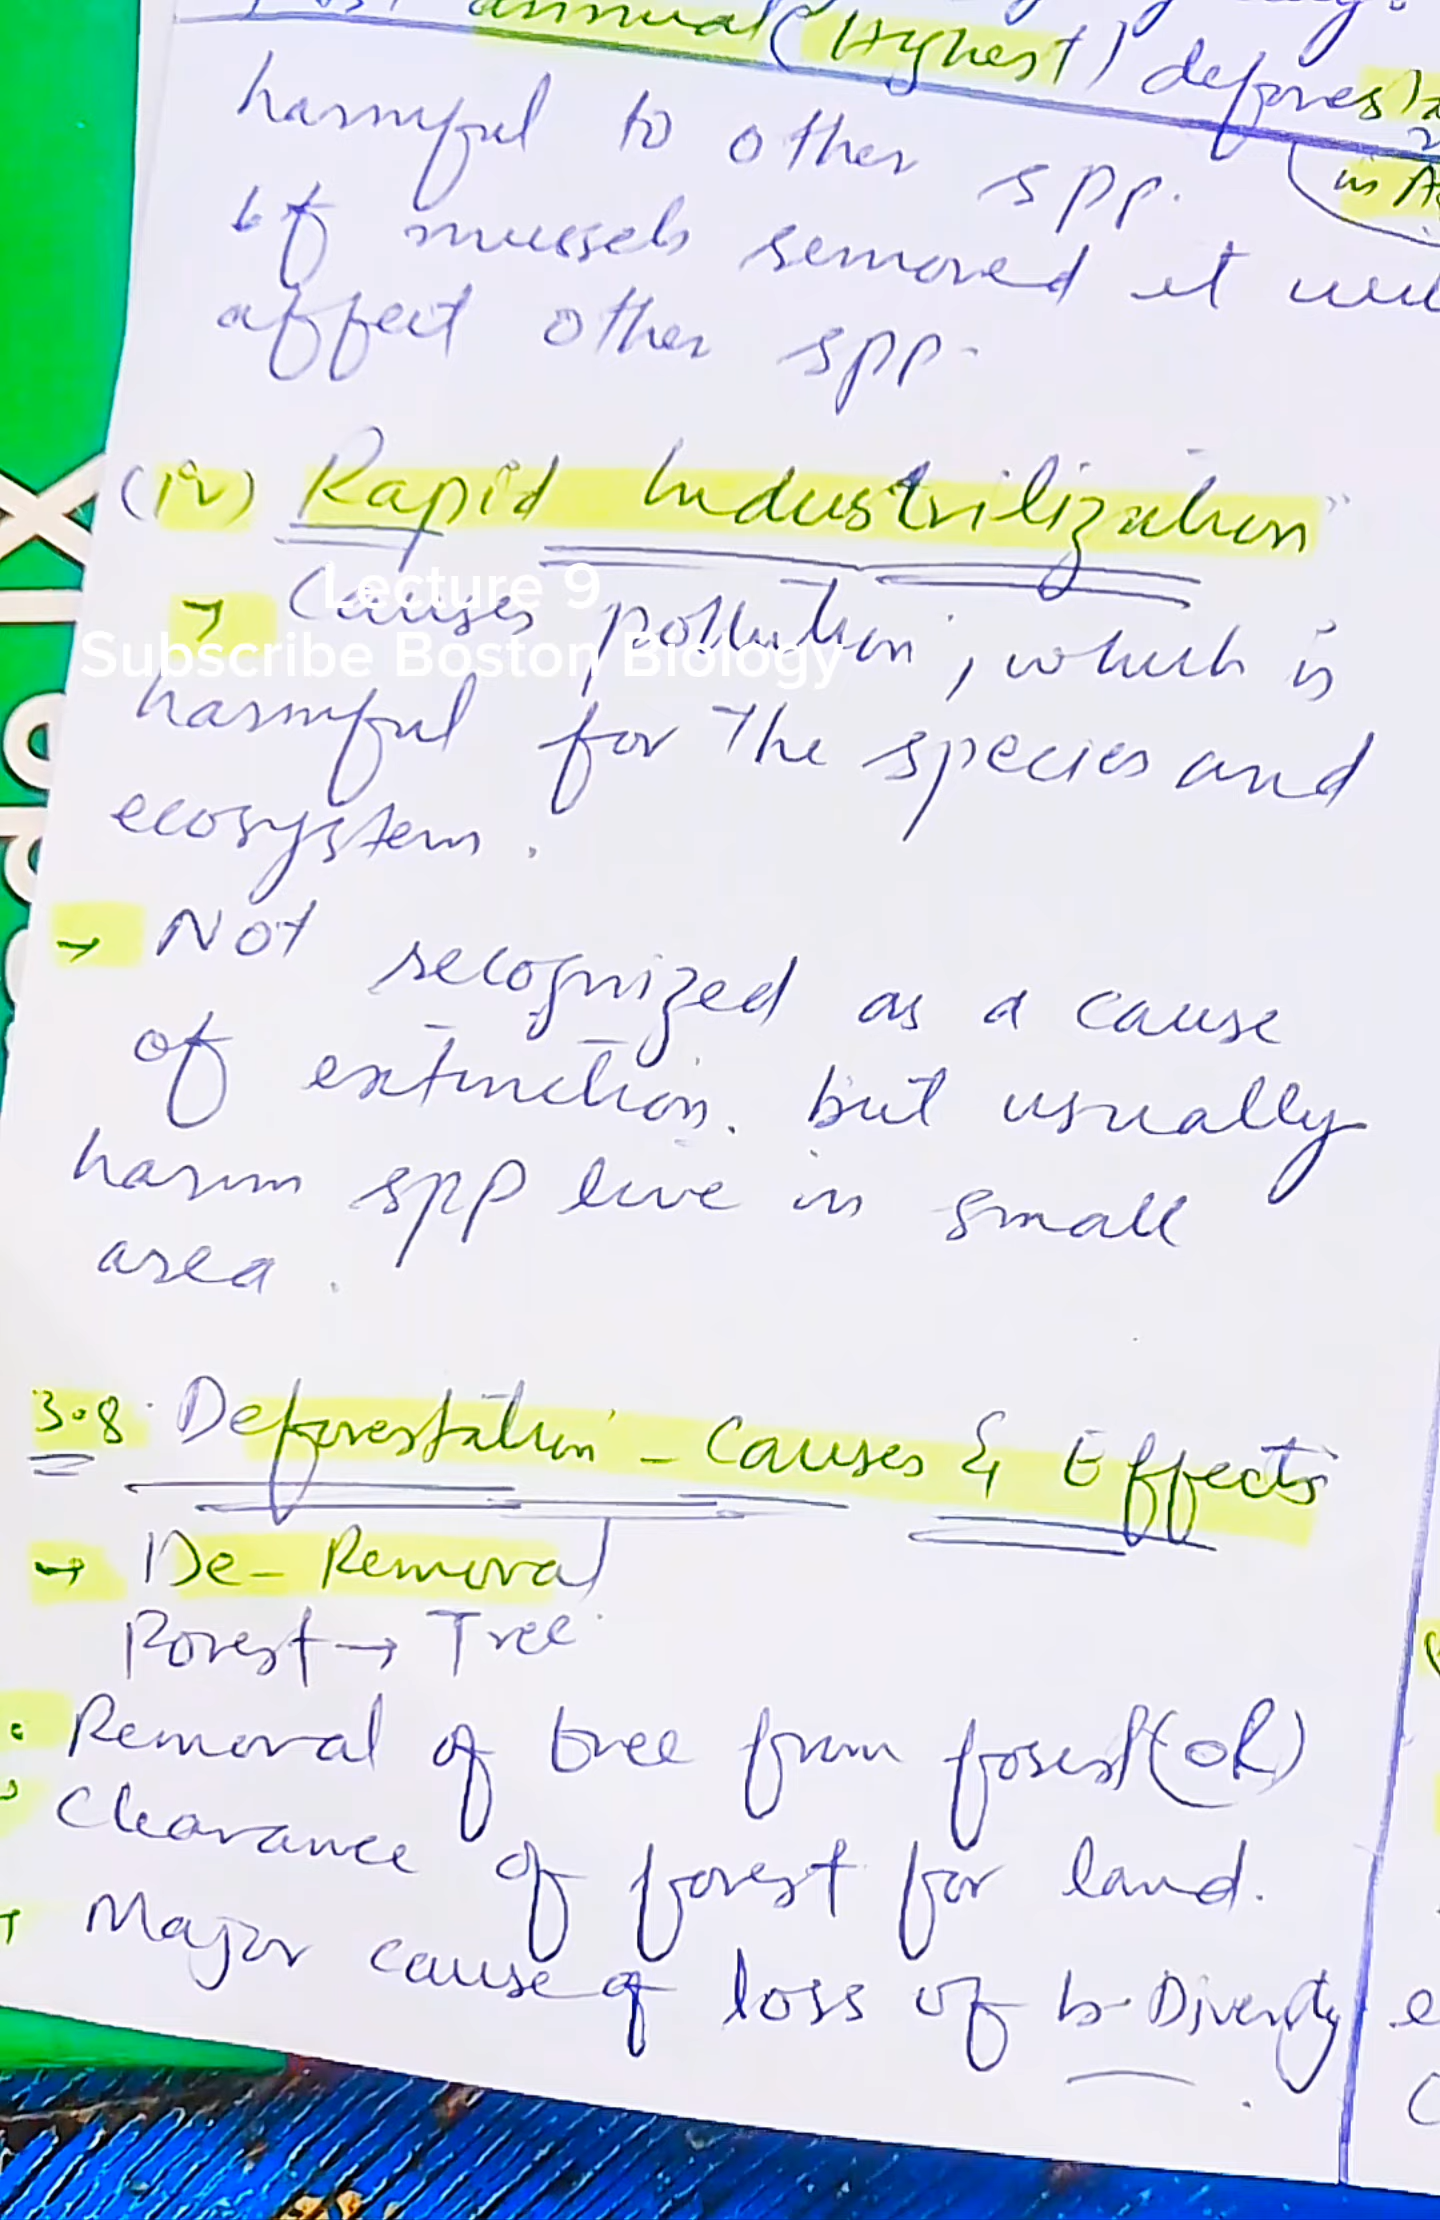 annual (Highest) defores
harmful to other spp.
in A
if mussels removed it
affect other spp.
(iv) Rapid Industrilization
Lecture 9
→ Causes pollution, which is
Subscribe Boston Biology
harmful for the species and
ecosystem.
→ Not recognized as a cause
of extinction. but usually
harm spp live in small
area.
3.8. Deforestation - Causes & Effects
→ De- Removal
Forest → Tree
Removal of tree from forest (OR)
Clearance of forest for land.
Major cause of loss of b-Diversity.